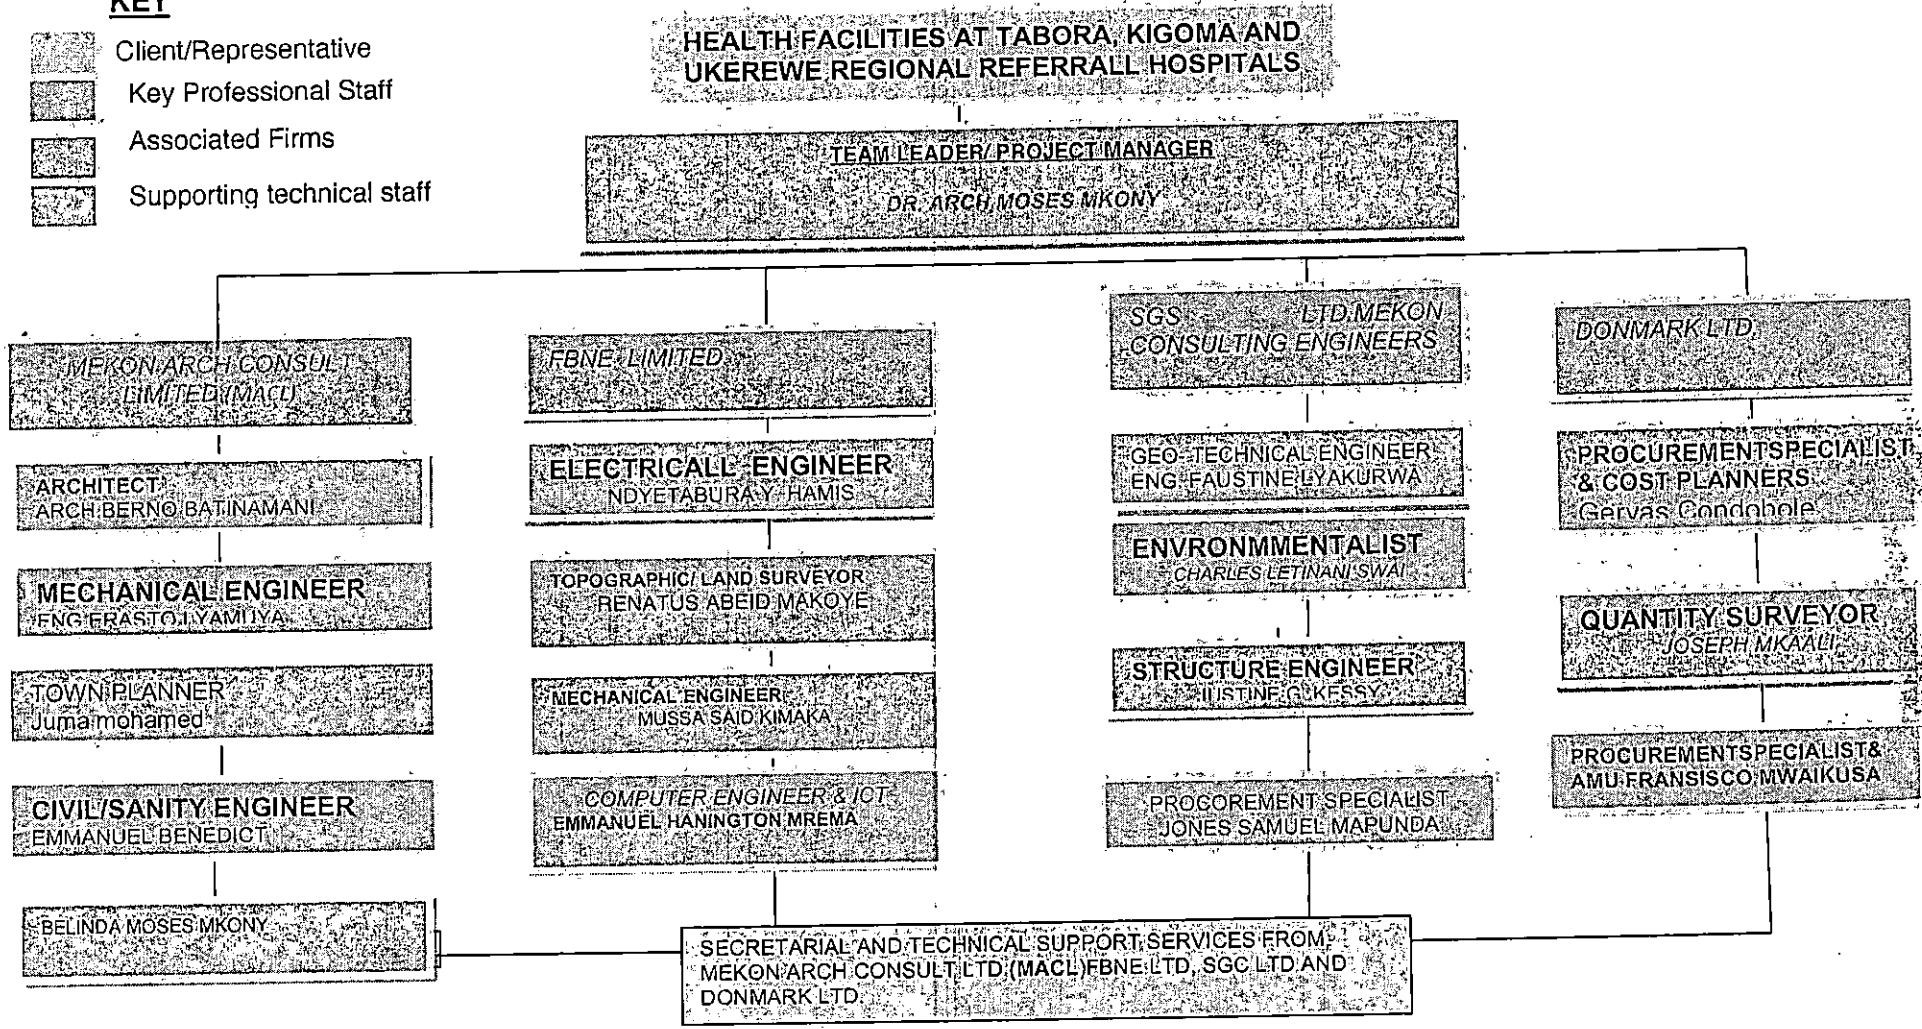 KEY
Client/Representative
Key Professional Staff
Associated Firms
Supporting technical staff
HEALTH FACILITIES AT TABORA, KIGOMA AND
UKEREWE REGIONAL REFERRALL HOSPITALS
TEAM LEADER/ PROJECT MANAGER
DR. ARCH MOSES MKONY
MEKON ARCH CONSULT
LIMITED (MACL)
ARCHITECT
ARCH BERNO BATINAMANI
MECHANICAL ENGINEER
ENG ERASTO LYAMUYA
TOWN PLANNER
Juma mohamed
CIVIL/SANITY ENGINEER
EMMANUEL BENEDICT
BELINDA MOSES MKONY
FBNE LIMITED
ELECTRICALL ENGINEER
NDYETABURA Y. HAMIS
TOPOGRAPHIC/ LAND SURVEYOR
RENATUS ABEID MAKOYE
MECHANICAL ENGINEER
MUSSA SAID KIMAKA
COMPUTER ENGINEER & ICT
EMMANUEL HANINGTON MREMA
SGS LTD.MEKON
CONSULTING ENGINEERS
GEO-TECHNICAL ENGINEER
ENG. FAUSTINE LYAKURWA
ENVRONMMENTALIST
CHARLES LETINANI SWAI
STRUCTURE ENGINEER
JUSTINE G. KESSY
PROCOREMENT SPECIALIST
JONES SAMUEL MAPUNDA
DONMARK LTD
PROCUREMENTSPECIALIST
& COST PLANNERS
Gervas Condobole
QUANTITY SURVEYOR
JOSEPH MKAALI
PROCUREMENTSPECIALIST&
AMU FRANSISCO MWAIKUSA
SECRETARIAL AND TECHNICAL SUPPORT SERVICES FROM
MEKON ARCH CONSULT LTD (MACL)FBNE LTD, SGC LTD AND
DONMARK LTD